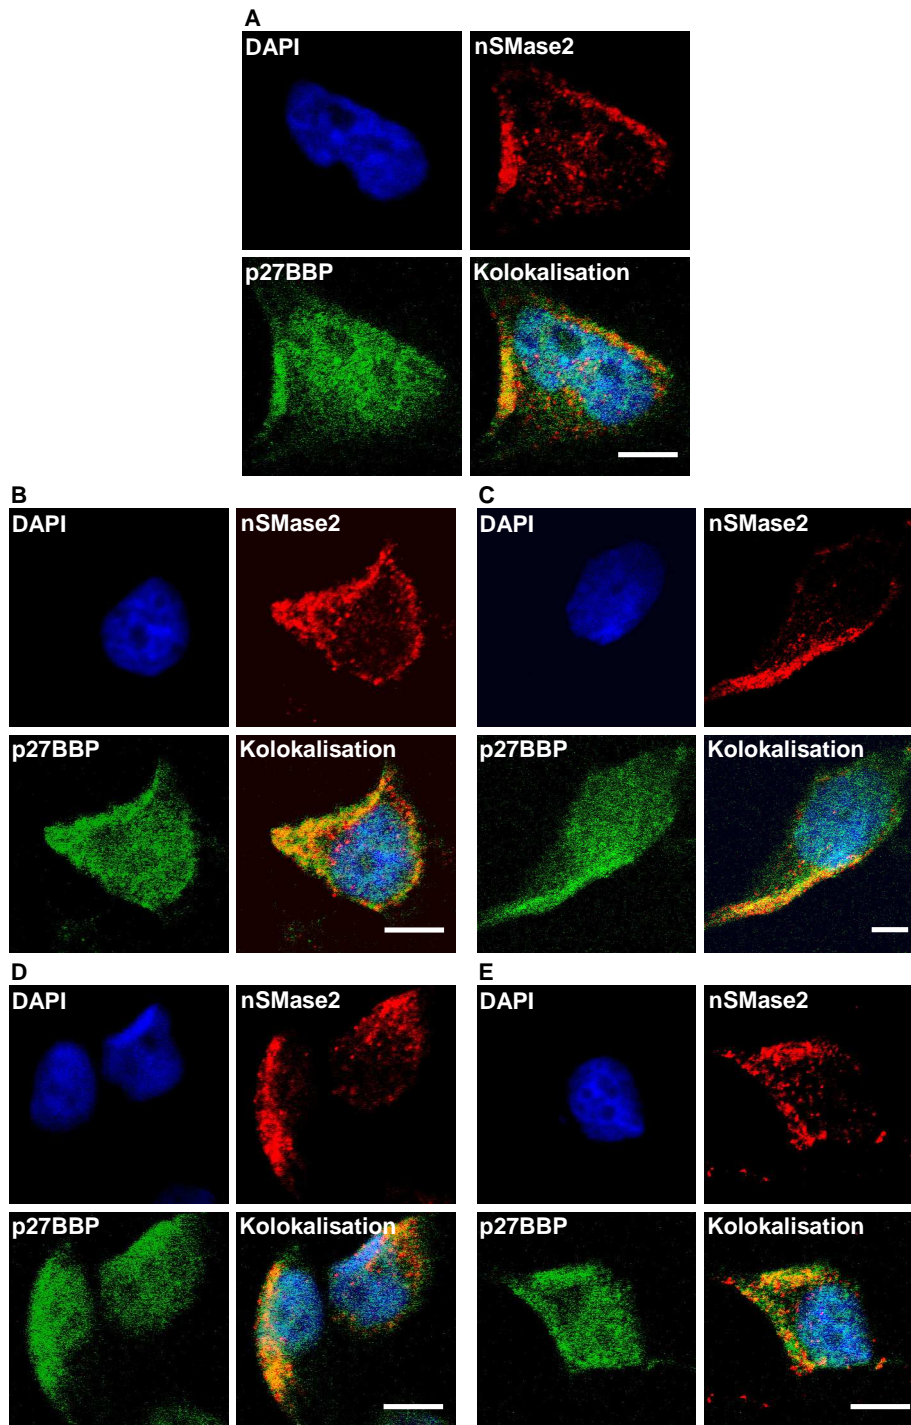 A
DAPI
nSMase2
p27BBP
Kolokalisation
B
DAPI
nSMase2
p27BBP
Kolokalisation
C
DAPI
nSMase2
p27BBP
Kolokalisation
D
DAPI
nSMase2
p27BBP
Kolokalisation
E
DAPI
nSMase2
p27BBP
Kolokalisation